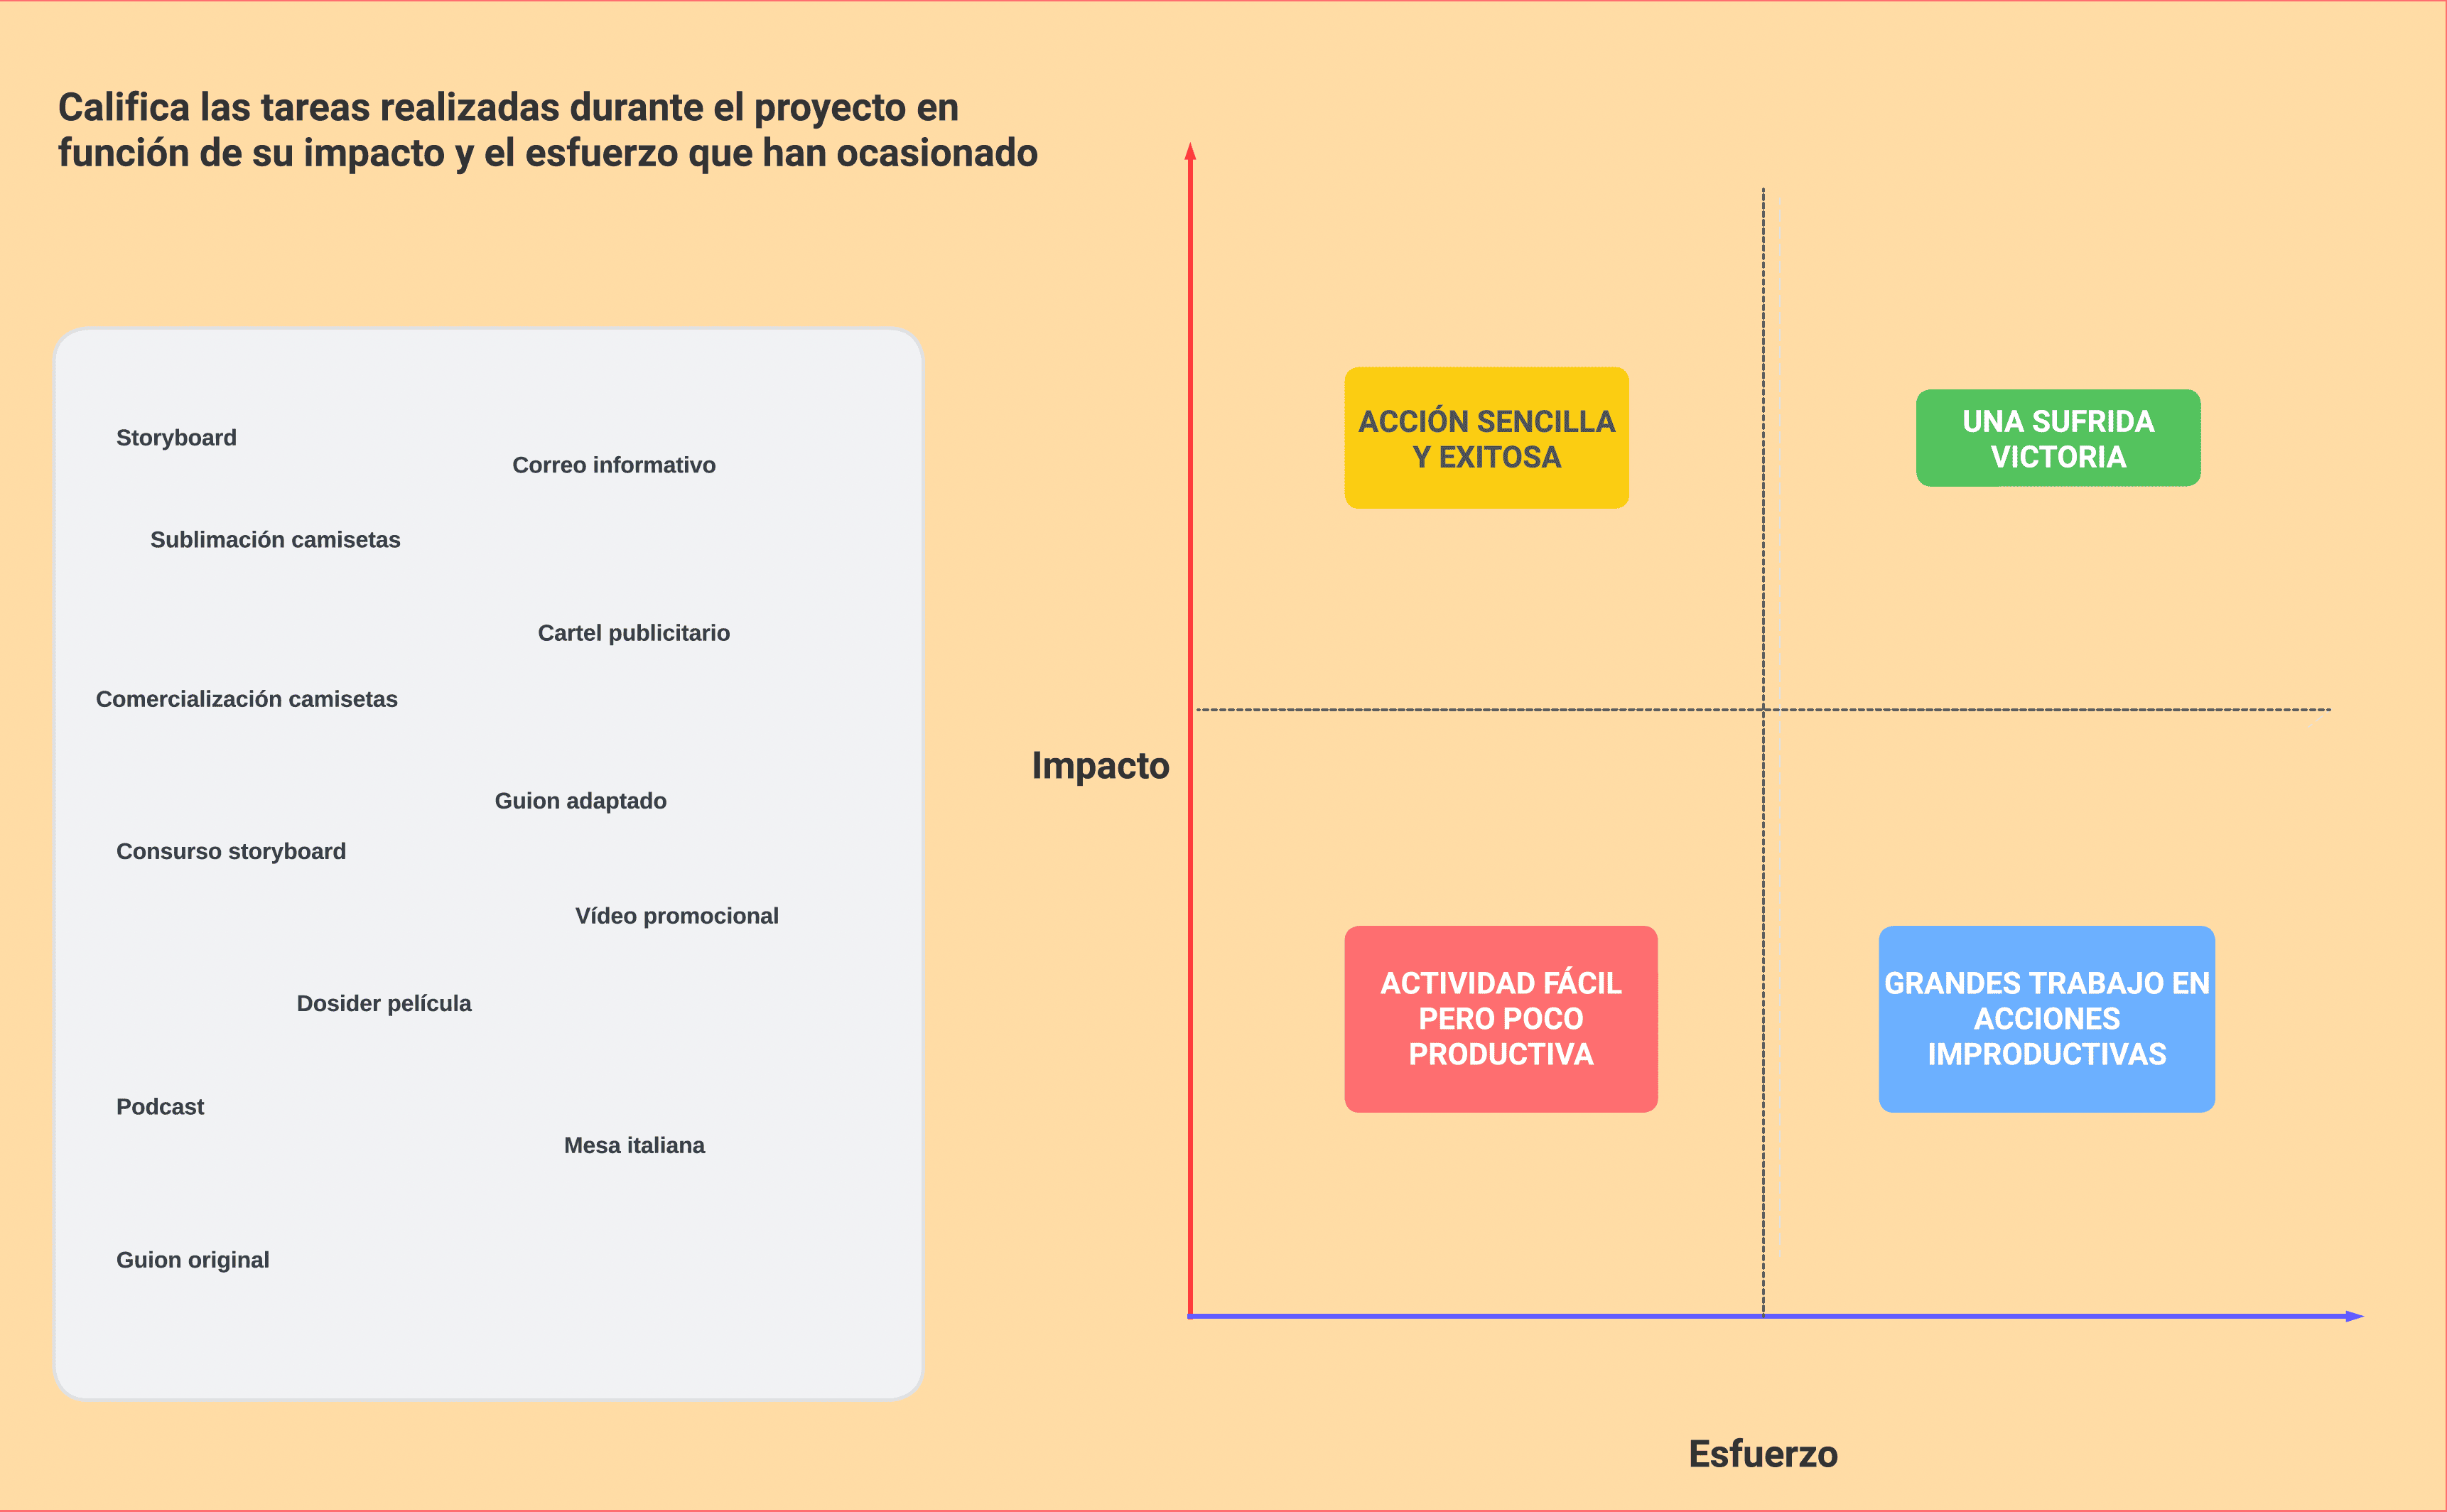 Califica las tareas realizadas durante el proyecto en
función de su impacto y el esfuerzo que han ocasionado
Storyboard
Correo informativo
Sublimación camisetas
Cartel publicitario
Comercialización camisetas
Guion adaptado
Consurso storyboard
Vídeo promocional
Dosider película
Podcast
Mesa italiana
Guion original
Impacto
ACCIÓN SENCILLA
Y EXITOSA
UNA SUFRIDA
VICTORIA
ACTIVIDAD FÁCIL
PERO POCO
PRODUCTIVA
GRANDES TRABAJO EN
ACCIONES
IMPRODUCTIVAS
Esfuerzo